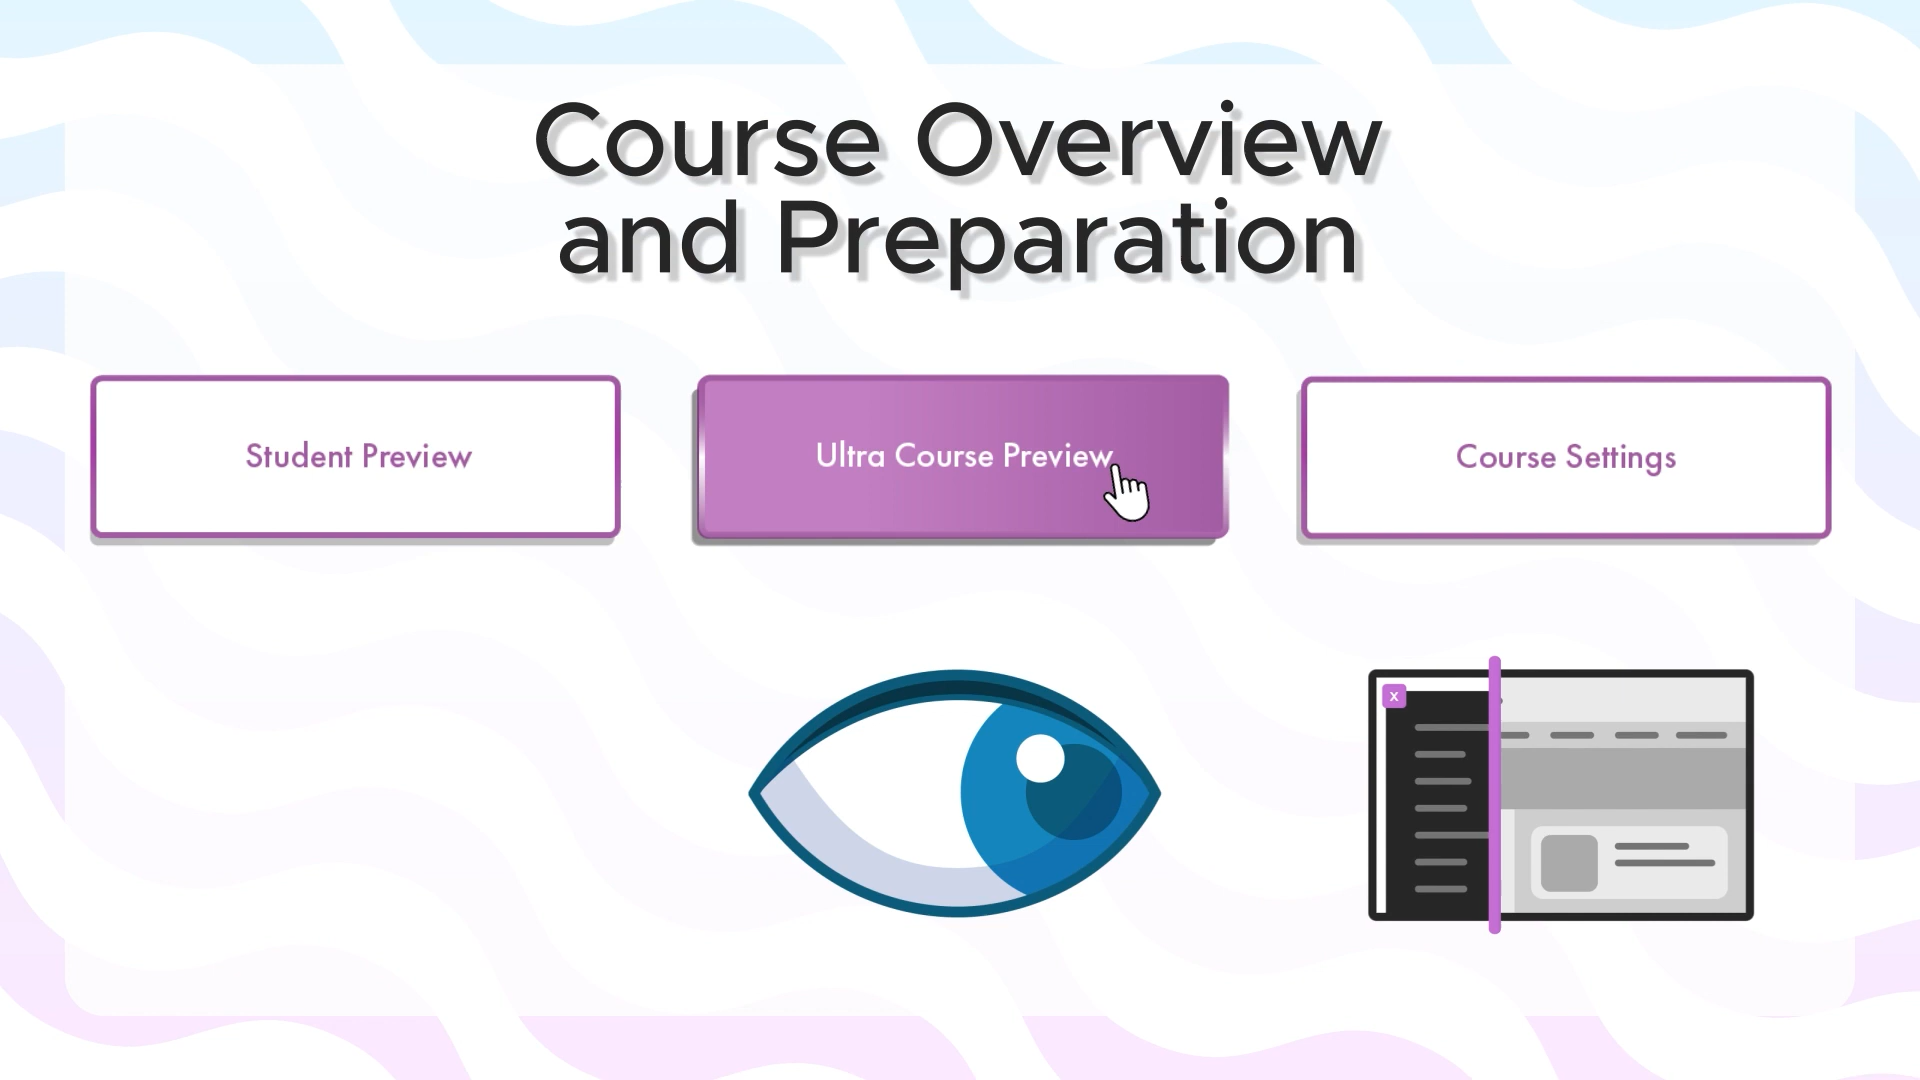 Course Overview
and Preparation
Student Preview
Ultra Course Preview
Course Settings
x